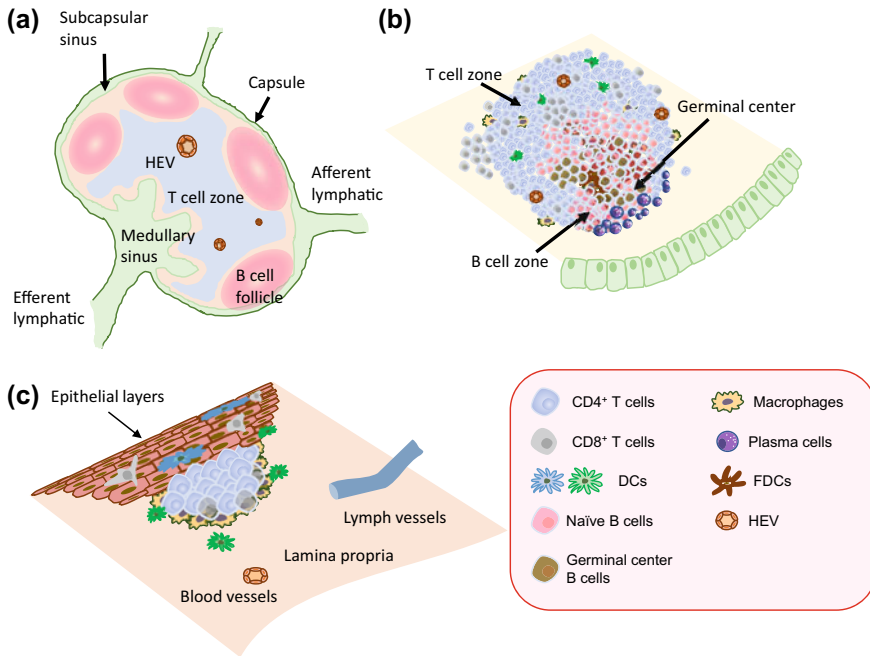 (a)
Subcapsular
sinus
Capsule
HEV
T cell zone
Afferent
lymphatic
Medullary
sinus
B cell
follicle
Efferent
lymphatic
(b)
T cell zone
Germinal center
B cell zone
(c)
Epithelial layers
Lymph vessels
Lamina propria
Blood vessels
CD4⁺ T cells
CD8⁺ T cells
DCs
Naïve B cells
Germinal center
B cells
Macrophages
Plasma cells
FDCs
HEV